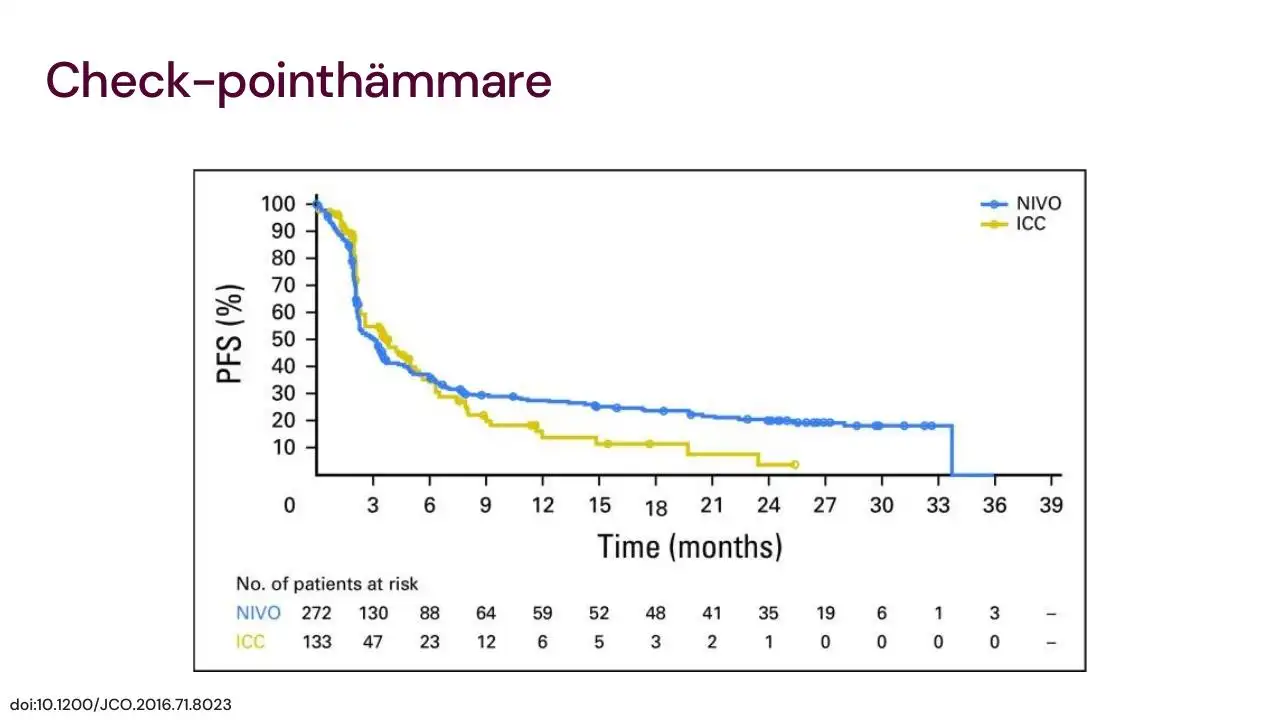 Check-pointhämmare
NIVO
ICC
100
90
80
70
60
50
40
30
20
10
PFS (%)
0 3 6 9 12 15 18 21 24 27 30 33 36 39
Time (months)
No. of patients at risk
NIVO 272 130 88 64 59 52 48 41 35 19 6 1 3 –
ICC 133 47 23 12 6 5 3 2 1 0 0 0 0 –
doi:10.1200/JCO.2016.71.8023